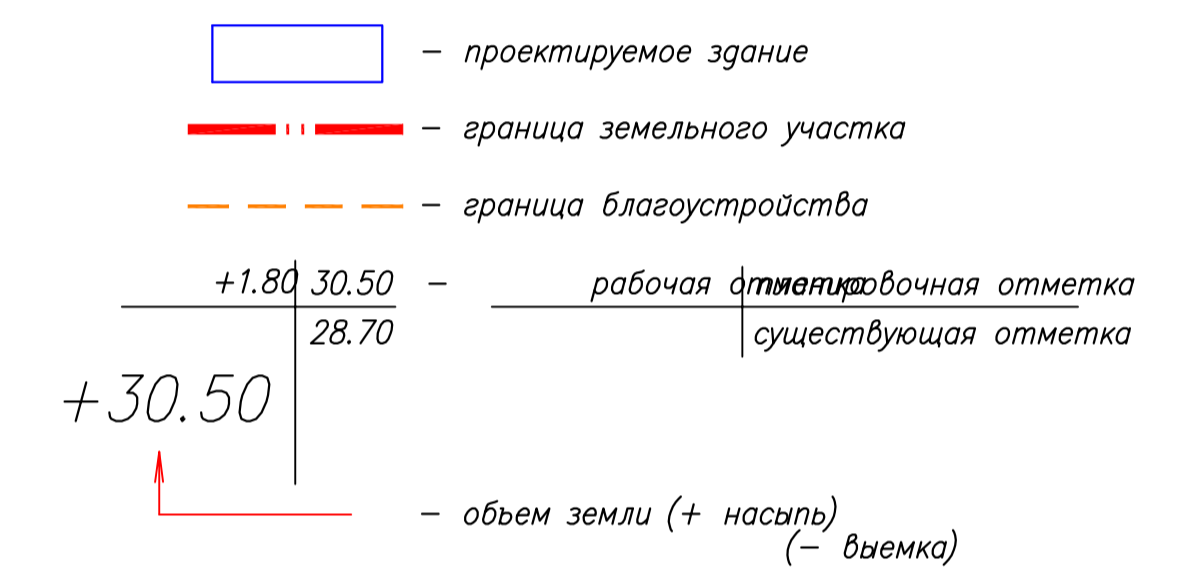 – проектируемое здание
– граница земельного участка
– граница благоустройства
+1.80 30.50 – рабочая отметка планировочная отметка
28.70 существующая отметка
+30.50
– объем земли (+ насыпь)
(– выемка)